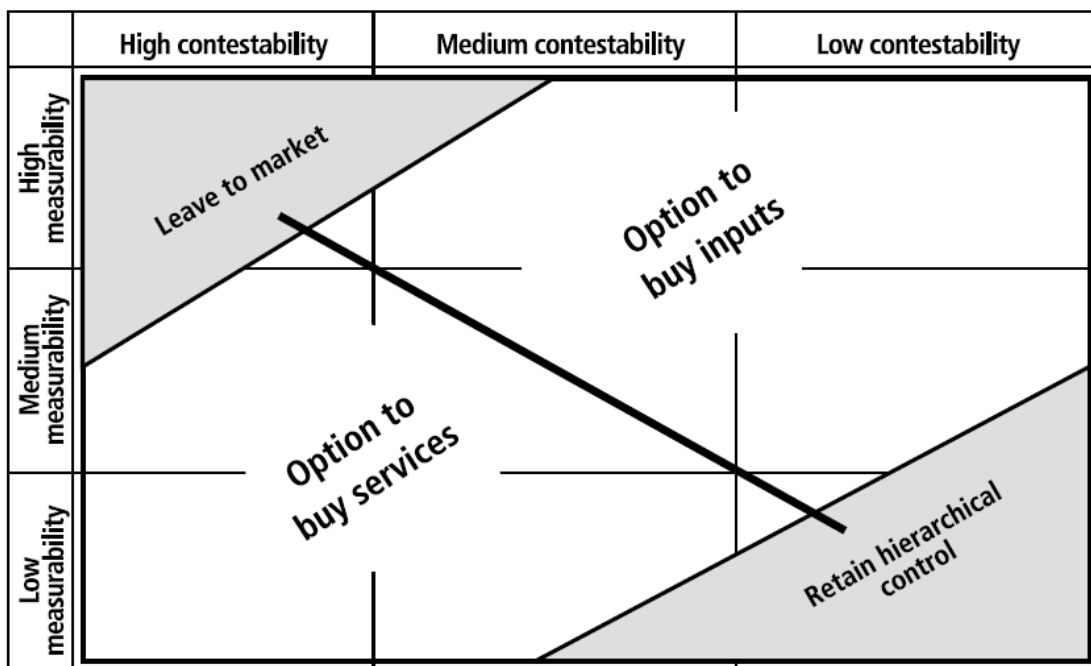 High contestability
Medium contestability
Low contestability
High
measurability
Leave to market
Option to
buy inputs
Medium
measurability
Option to
buy services
Low
measurability
Retain hierarchical
control